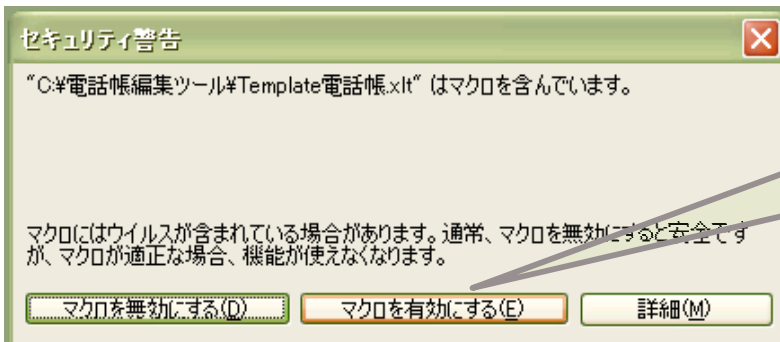 セキュリティ警告
"C:¥電話帳編集ツール¥Template電話帳.xlt" はマクロを含んでいます。
マクロにはウイルスが含まれている場合があります。通常、マクロを無効にすると安全です
が、マクロが適正な場合、機能が使えなくなります。
マクロを無効にする(D) マクロを有効にする(E) 詳細(M)